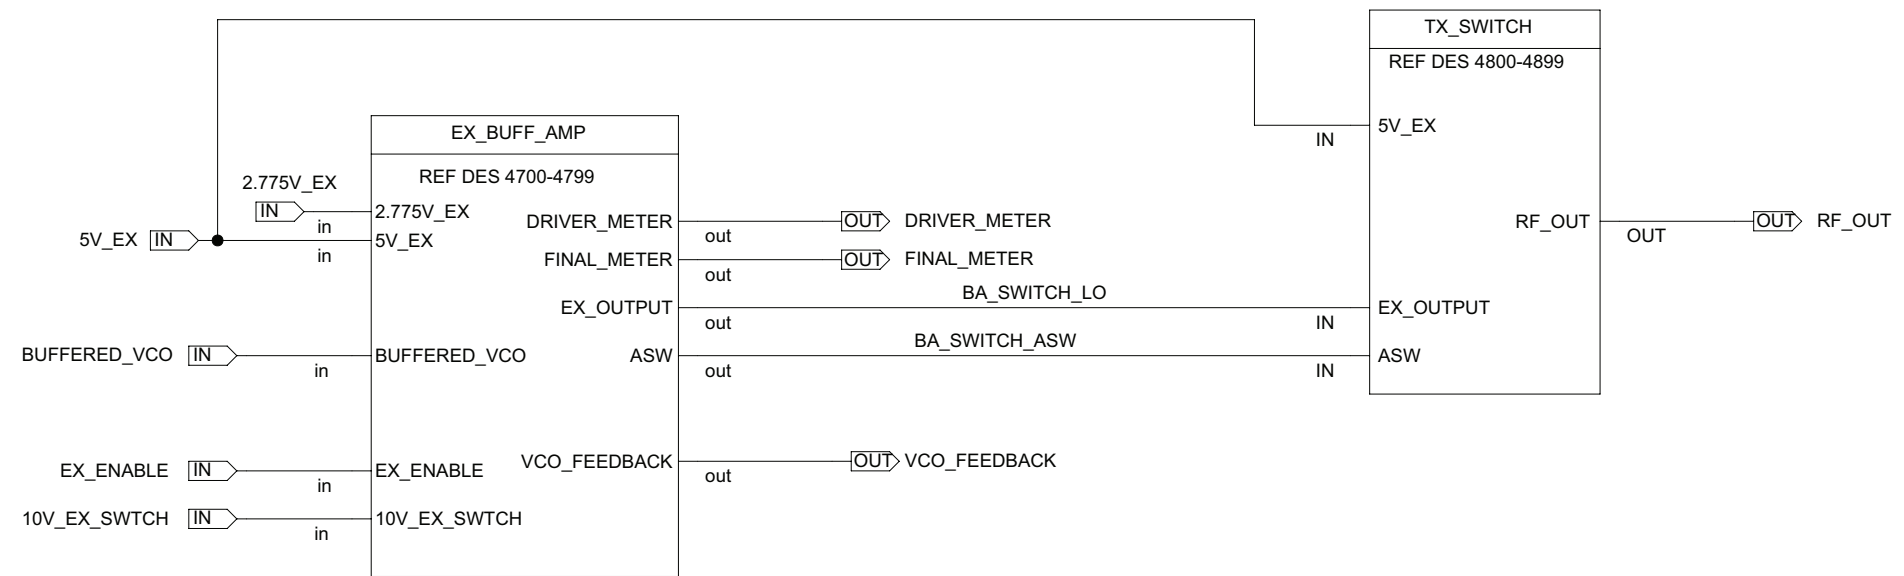 TX_SWITCH
REF DES 4800-4899
5V_EX
IN
EX_BUFF_AMP
REF DES 4700-4799
2.775V_EX
IN
in
2.775V_EX
5V_EX
IN
in
5V_EX
DRIVER_METER
out
OUT
DRIVER_METER
RF_OUT
OUT
OUT
RF_OUT
FINAL_METER
out
OUT
FINAL_METER
EX_OUTPUT
out
BA_SWITCH_LO
IN
EX_OUTPUT
BUFFERED_VCO
IN
in
BUFFERED_VCO
ASW
out
BA_SWITCH_ASW
IN
ASW
EX_ENABLE
IN
in
EX_ENABLE
VCO_FEEDBACK
out
OUT
VCO_FEEDBACK
10V_EX_SWTCH
IN
in
10V_EX_SWTCH